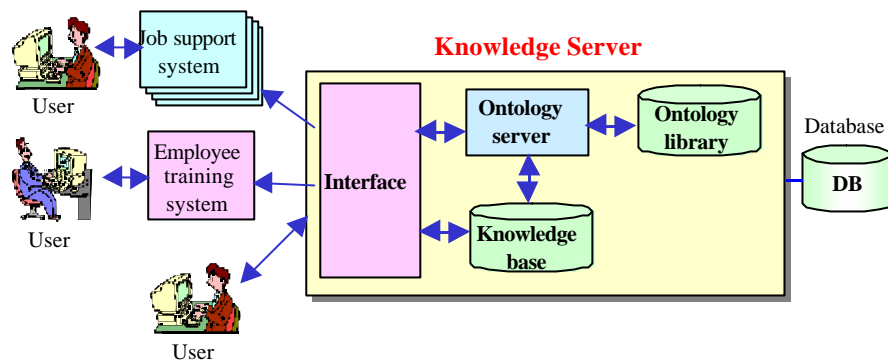 Job support
system
User
Employee
training
system
User
User
Knowledge Server
Interface
Ontology
server
Ontology
library
Knowledge
base
Database
DB